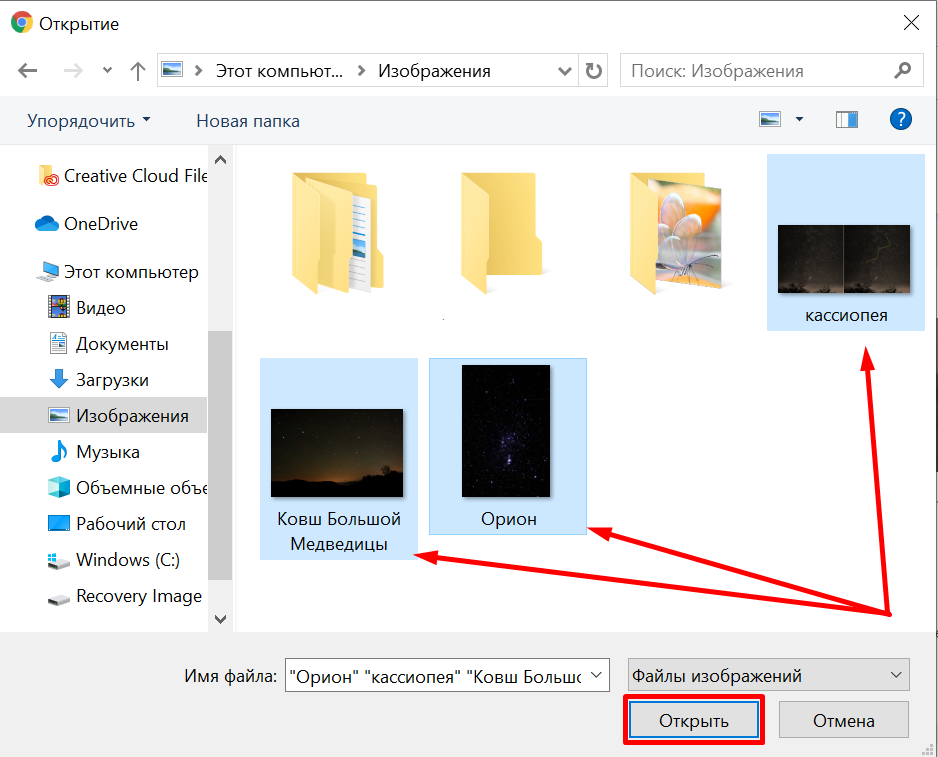 Открытие
Этот компьют...
Изображения
Поиск: Изображения
Упорядочить
Новая папка
?
Creative Cloud File
OneDrive
Этот компьютер
Видео
Документы
Загрузки
Изображения
Музыка
Объемные объе
Рабочий стол
Windows (C:)
Recovery Image
кассиопея
Ковш Большой
Медведицы
Орион
Имя файла:
"Орион" "кассиопея" "Ковш Большо
Файлы изображений
Открыть
Отмена